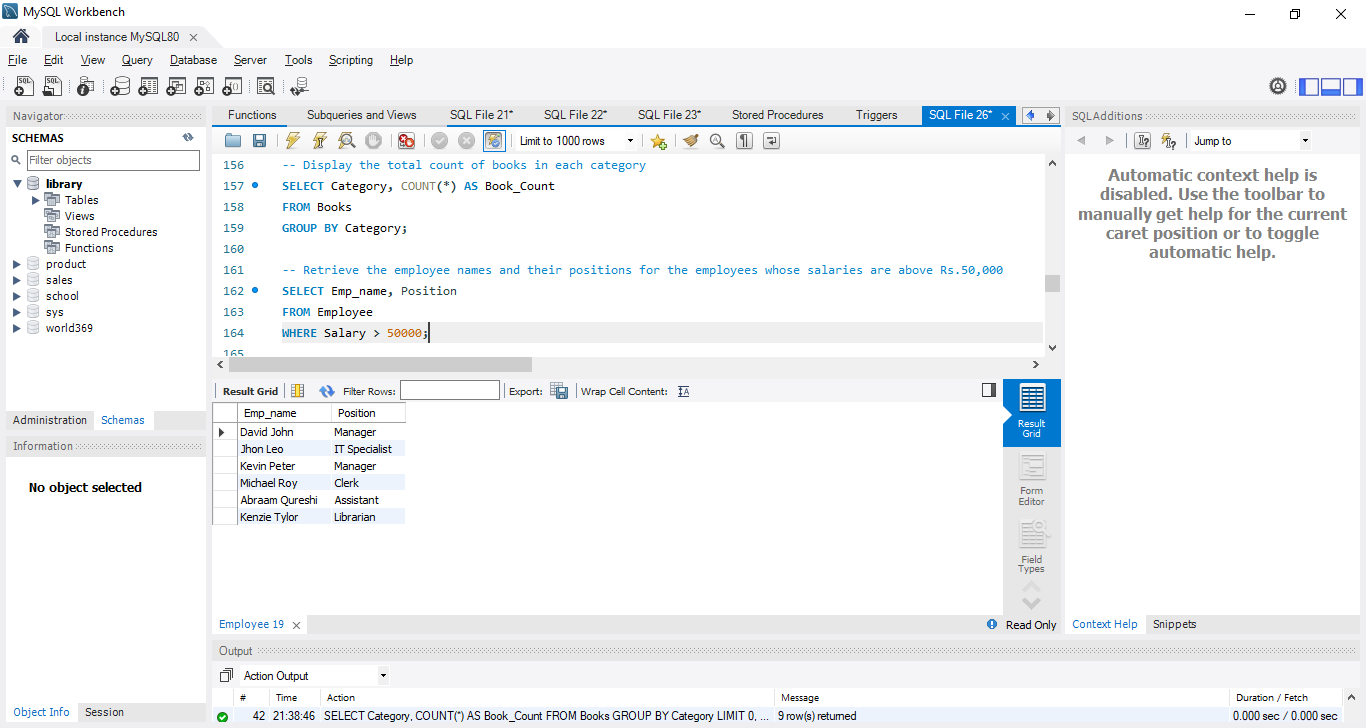 MySQL Workbench
Local instance MySQL80
File Edit View Query Database Server Tools Scripting Help
Navigator
SCHEMAS
Filter objects
library
Tables
Views
Stored Procedures
Functions
product
sales
school
sys
world369
Administration Schemas
Information
No object selected
Object Info Session
Functions Subqueries and Views SQL File 21* SQL File 22* SQL File 23* Stored Procedures Triggers SQL File 26*
Limit to 1000 rows
156 -- Display the total count of books in each category
157 SELECT Category, COUNT(*) AS Book_Count
158 FROM Books
159 GROUP BY Category;
160
161 -- Retrieve the employee names and their positions for the employees whose salaries are above Rs.50,000
162 SELECT Emp_name, Position
163 FROM Employee
164 WHERE Salary > 50000;
165
Result Grid Filter Rows: Export: Wrap Cell Content:
Emp_name Position
David John Manager
Jhon Leo IT Specialist
Kevin Peter Manager
Michael Roy Clerk
Abraam Qureshi Assistant
Kenzie Tylor Librarian
Result
Grid
Form
Editor
Field
Types
Employee 19 Read Only
Output
Action Output
# Time Action Message Duration / Fetch
42 21:38:46 SELECT Category, COUNT(*) AS Book_Count FROM Books GROUP BY Category LIMIT 0, ... 9 row(s) returned 0.000 sec / 0.000 sec
SQLAdditions
Jump to
Automatic context help is
disabled. Use the toolbar to
manually get help for the current
caret position or to toggle
automatic help.
Context Help Snippets